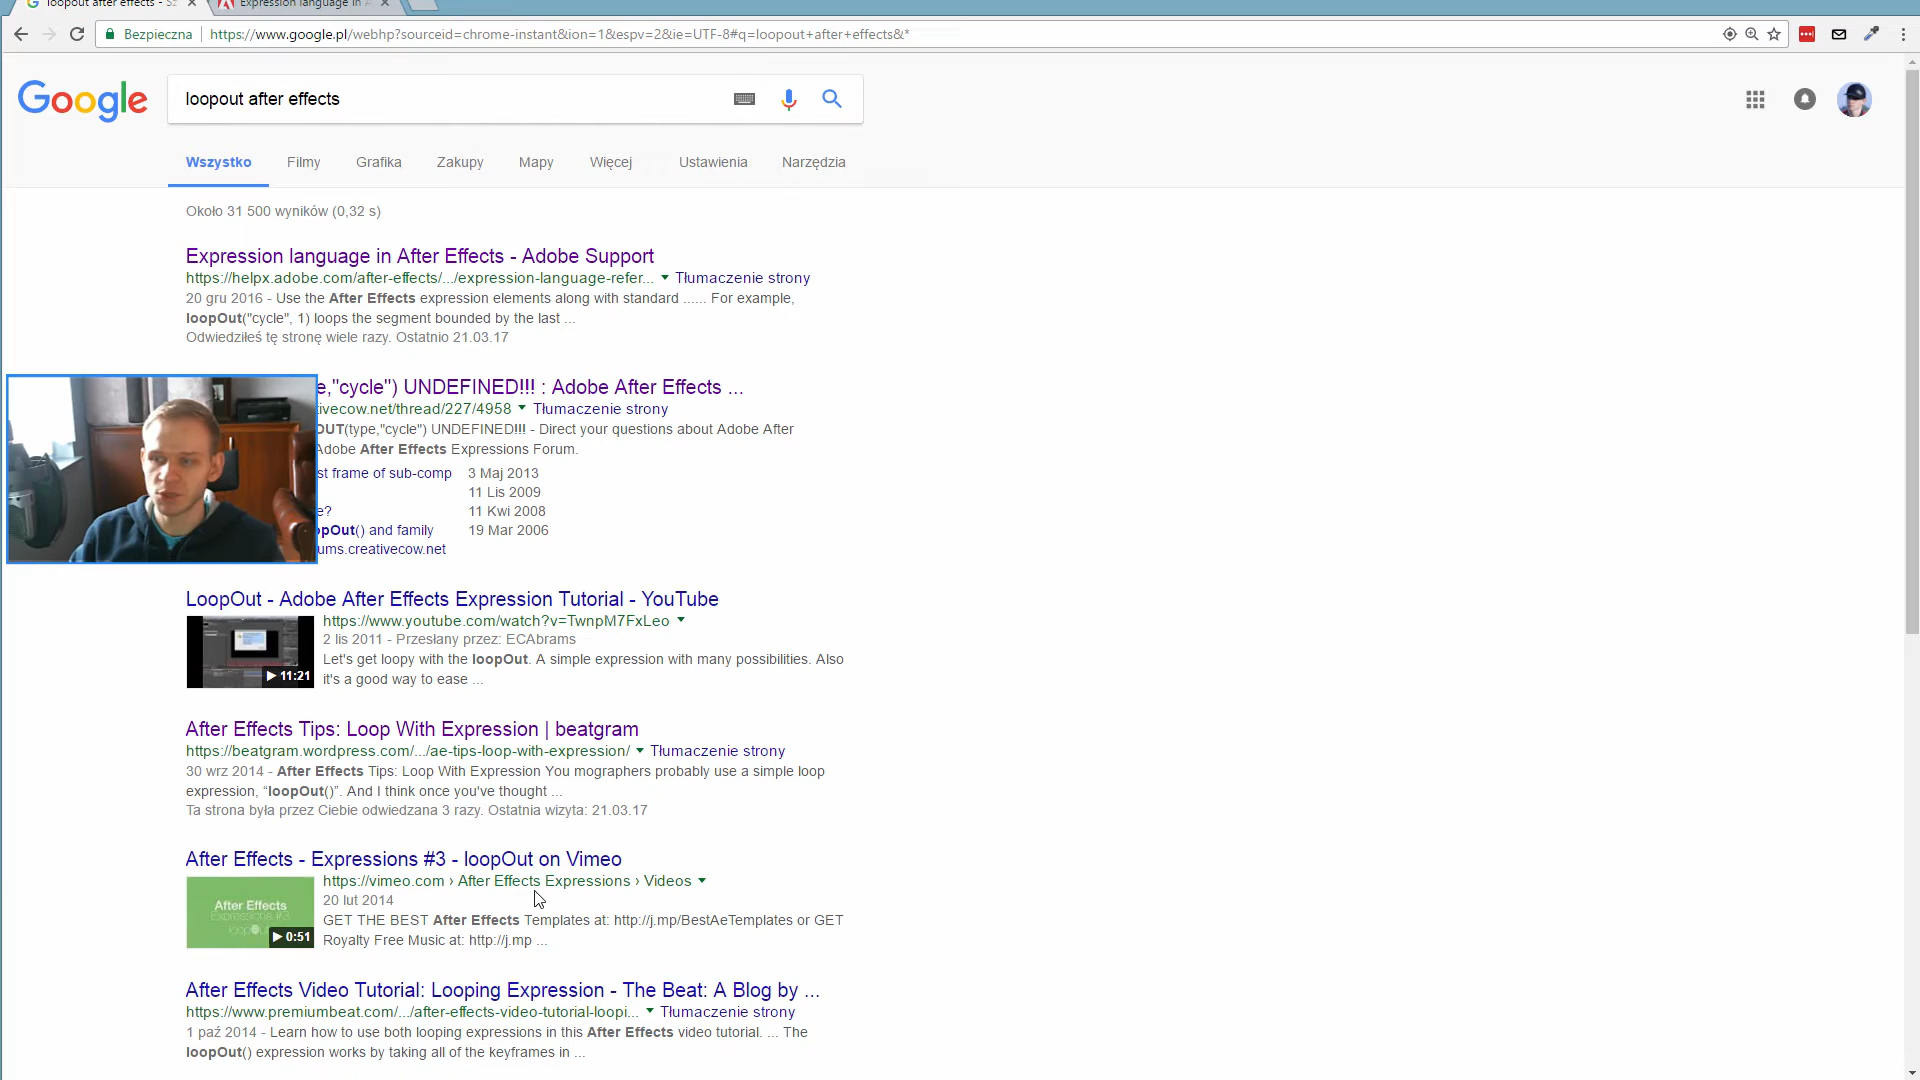 loopout after effects - Sz
Expression language in A
Bezpieczna
https://www.google.pl/webhp?sourceid=chrome-instant&ion=1&espv=2&ie=UTF-8#q=loopout+after+effects&*
Google
loopout after effects
Wszystko
Filmy
Grafika
Zakupy
Mapy
Więcej
Ustawienia
Narzędzia
Około 31 500 wyników (0,32 s)
Expression language in After Effects - Adobe Support
https://helpx.adobe.com/after-effects/.../expression-language-refer... Tłumaczenie strony
20 gru 2016 - Use the After Effects expression elements along with standard ...... For example,
loopOut("cycle", 1) loops the segment bounded by the last ...
Odwiedziłeś tę stronę wiele razy. Ostatnio 21.03.17
e,"cycle") UNDEFINED!!! : Adobe After Effects ...
ivecow.net/thread/227/4958 Tłumaczenie strony
OUT(type,"cycle") UNDEFINED!!! - Direct your questions about Adobe After
Adobe After Effects Expressions Forum.
st frame of sub-comp 3 Maj 2013
11 Lis 2009
e? 11 Kwi 2008
opOut() and family 19 Mar 2006
ums.creativecow.net
LoopOut - Adobe After Effects Expression Tutorial - YouTube
https://www.youtube.com/watch?v=TwnpM7FxLeo
2 lis 2011 - Przesłany przez: ECAbrams
Let's get loopy with the loopOut. A simple expression with many possibilities. Also
it's a good way to ease ...
11:21
After Effects Tips: Loop With Expression | beatgram
https://beatgram.wordpress.com/.../ae-tips-loop-with-expression/ Tłumaczenie strony
30 wrz 2014 - After Effects Tips: Loop With Expression You mographers probably use a simple loop
expression, “loopOut()”. And I think once you've thought ...
Ta strona była przez Ciebie odwiedzana 3 razy. Ostatnia wizyta: 21.03.17
After Effects - Expressions #3 - loopOut on Vimeo
https://vimeo.com › After Effects Expressions › Videos
20 lut 2014
GET THE BEST After Effects Templates at: http://j.mp/BestAeTemplates or GET
Royalty Free Music at: http://j.mp ...
After Effects
Expressions #3
loopOut
0:51
After Effects Video Tutorial: Looping Expression - The Beat: A Blog by ...
https://www.premiumbeat.com/.../after-effects-video-tutorial-loopi... Tłumaczenie strony
1 paź 2014 - Learn how to use both looping expressions in this After Effects video tutorial. ... The
loopOut() expression works by taking all of the keyframes in ...